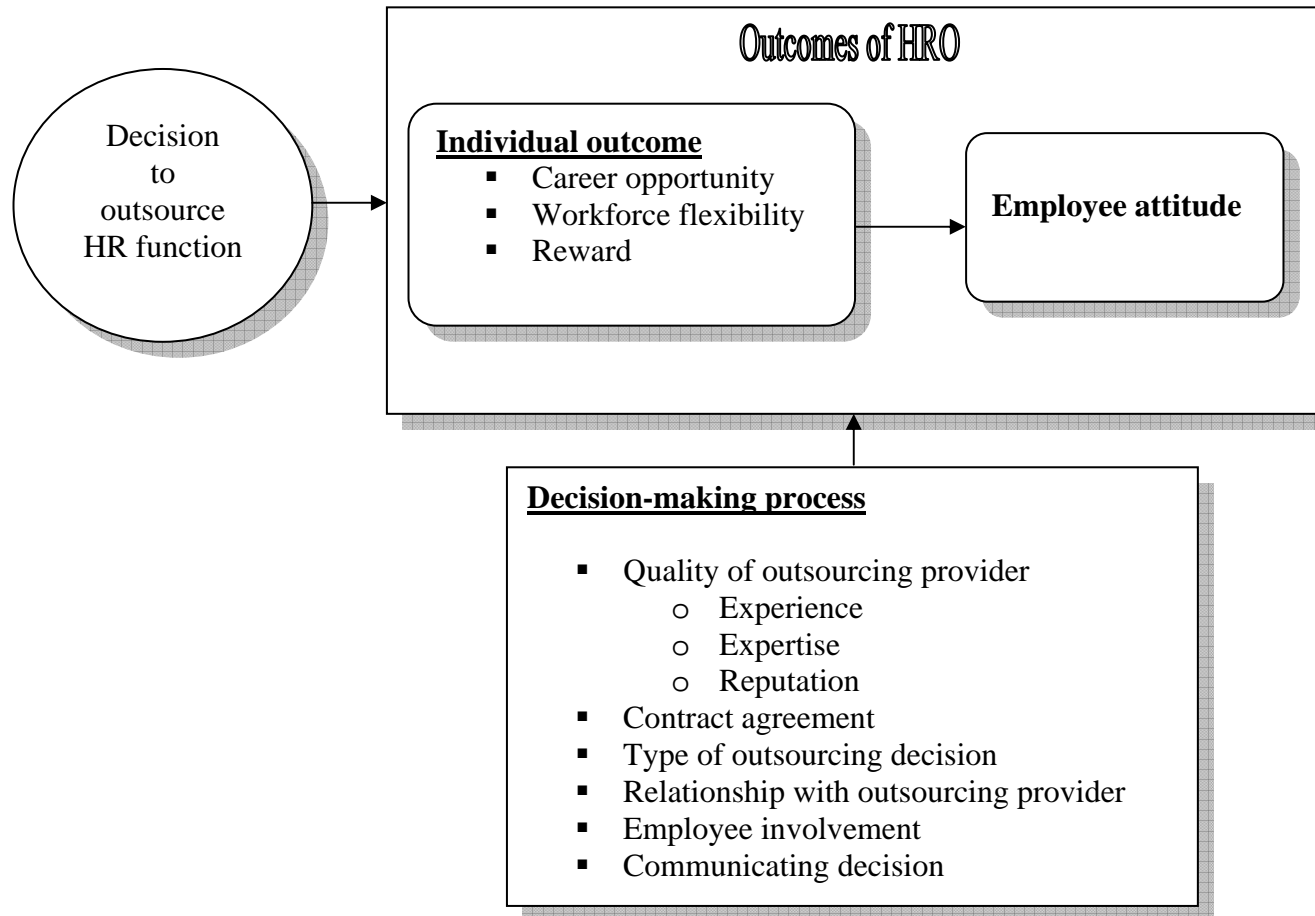 Decision
to
outsource
HR function
Outcomes of HRO
Individual outcome
▪ Career opportunity
▪ Workforce flexibility
▪ Reward
Employee attitude
Decision-making process
▪ Quality of outsourcing provider
o Experience
o Expertise
o Reputation
▪ Contract agreement
▪ Type of outsourcing decision
▪ Relationship with outsourcing provider
▪ Employee involvement
▪ Communicating decision